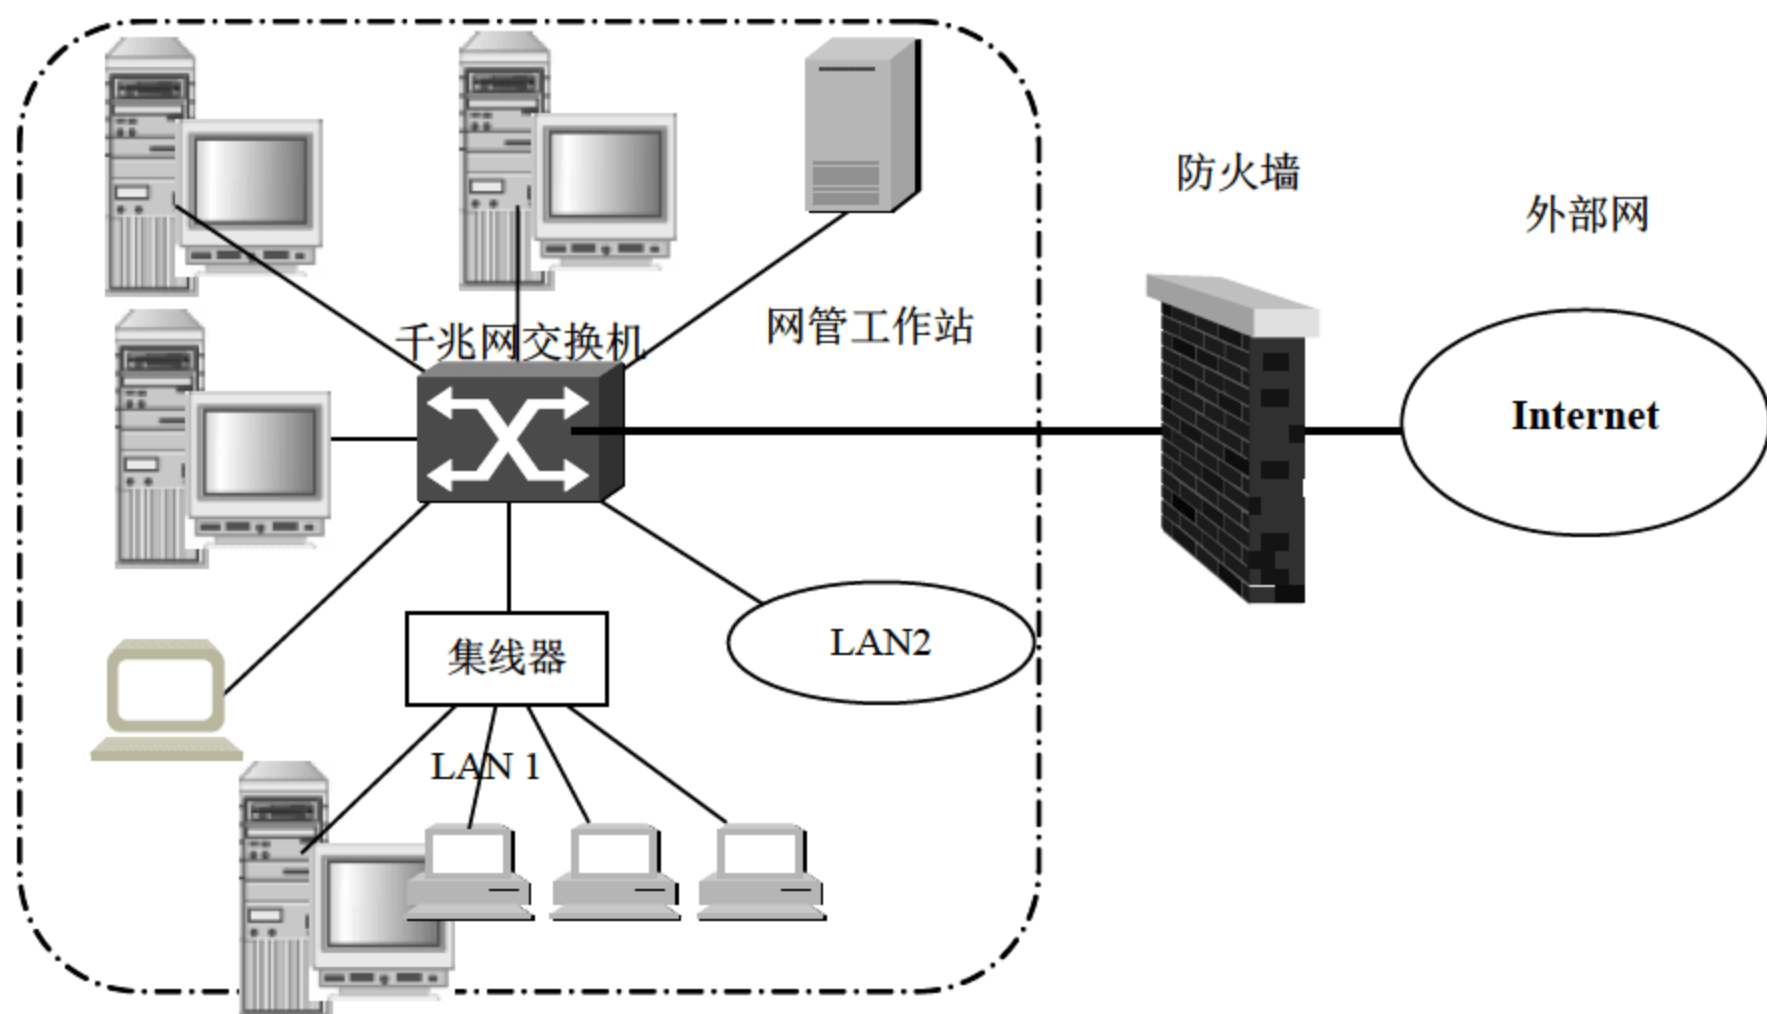 防火墙
外部网
千兆网交换机
网管工作站
Internet
集线器
LAN2
LAN 1